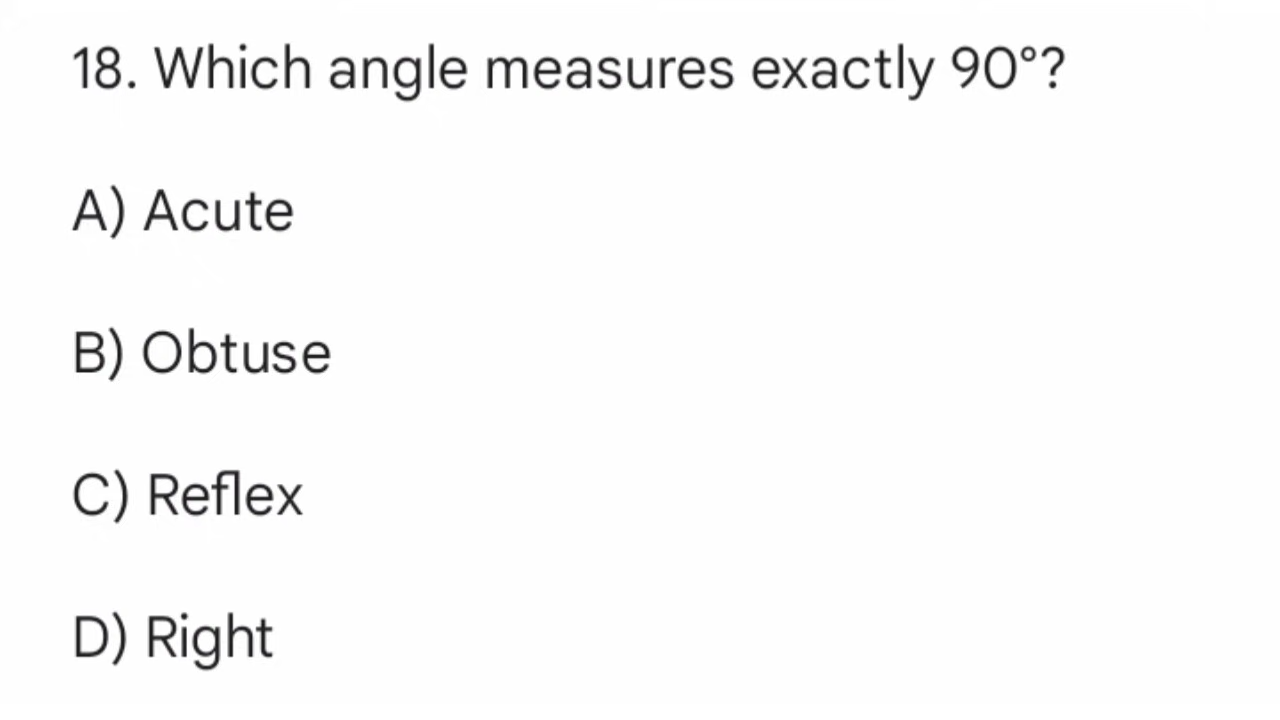 18. Which angle measures exactly 90°?
A) Acute
B) Obtuse
C) Reflex
D) Right